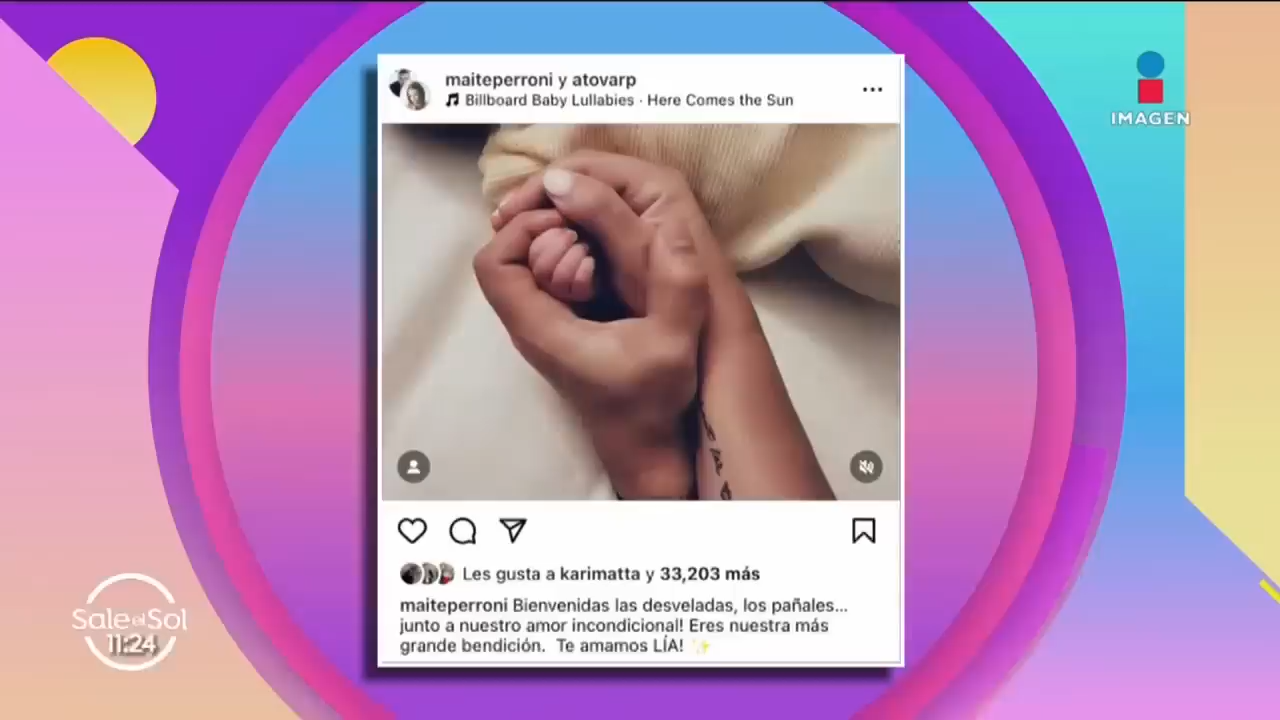 maiteperroni y atovarp
Billboard Baby Lullabies · Here Comes the Sun
IMAGEN
Les gusta a karimatta y 33,203 más
maiteperroni Bienvenidas las desveladas, los pañales...
junto a nuestro amor incondicional! Eres nuestra más
grande bendición. Te amamos LÍA! ✨
Sale el Sol
11:24